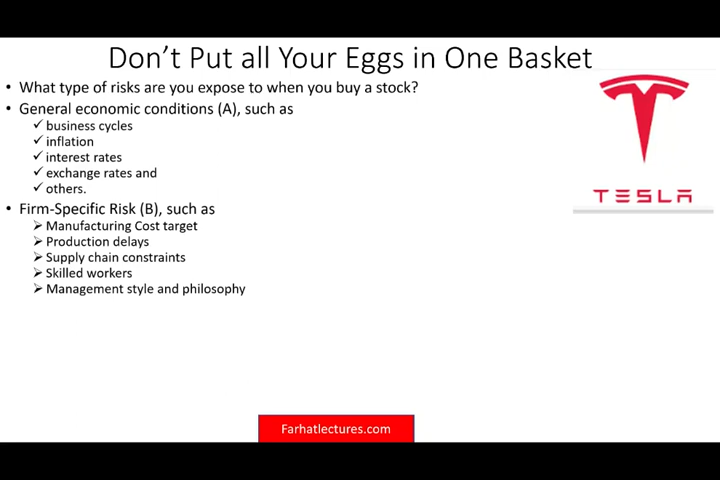 Don't Put all Your Eggs in One Basket
What type of risks are you expose to when you buy a stock?
General economic conditions (A), such as
business cycles
inflation
interest rates
exchange rates and
others.
Firm-Specific Risk (B), such as
Manufacturing Cost target
Production delays
Supply chain constraints
Skilled workers
Management style and philosophy
TESLA
Farhatlectures.com